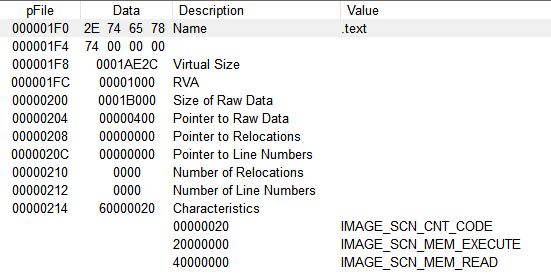 pFile Data Description Value
000001F0 2E 74 65 78 Name .text
000001F4 74 00 00 00
000001F8 0001AE2C Virtual Size
000001FC 00001000 RVA
00000200 0001B000 Size of Raw Data
00000204 00000400 Pointer to Raw Data
00000208 00000000 Pointer to Relocations
0000020C 00000000 Pointer to Line Numbers
00000210 0000 Number of Relocations
00000212 0000 Number of Line Numbers
00000214 60000020 Characteristics
00000020 IMAGE_SCN_CNT_CODE
20000000 IMAGE_SCN_MEM_EXECUTE
40000000 IMAGE_SCN_MEM_READ